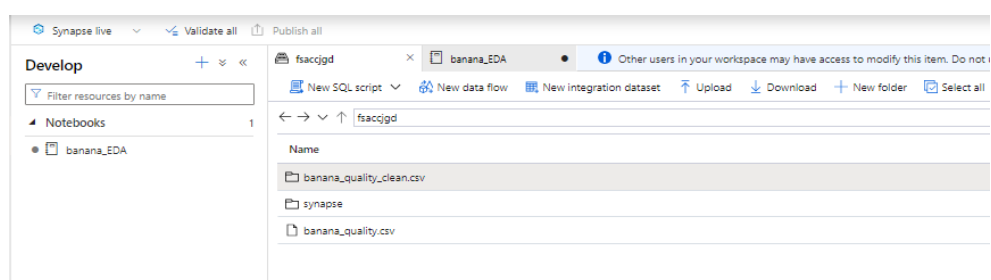 Synapse live Validate all Publish all
Develop
Filter resources by name
Notebooks 1
banana_EDA
fsaccjgd banana_EDA Other users in your workspace may have access to modify this item. Do not
New SQL script New data flow New integration dataset Upload Download New folder Select all
fsaccjgd
Name
banana_quality_clean.csv
synapse
banana_quality.csv